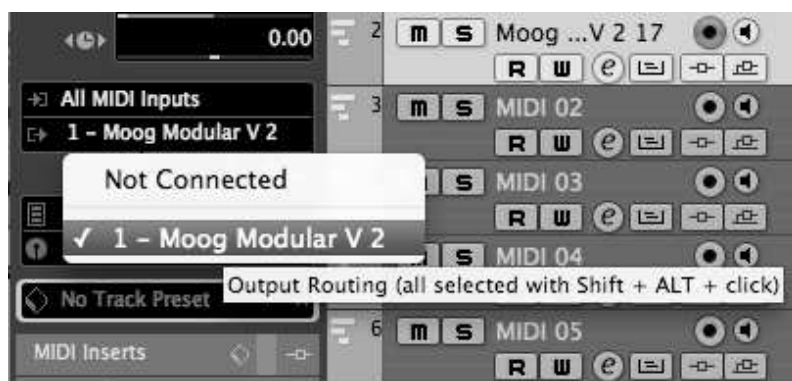 0.00
All MIDI Inputs
1 – Moog Modular V 2
Not Connected
✓ 1 – Moog Modular V 2
Output Routing (all selected with Shift + ALT + click)
No Track Preset
MIDI Inserts
2 m S Moog ...V 2 17
R W e
3 m S MIDI 02
R W e
S MIDI 03
R W e
S MIDI 04
6 m S MIDI 05
R W e